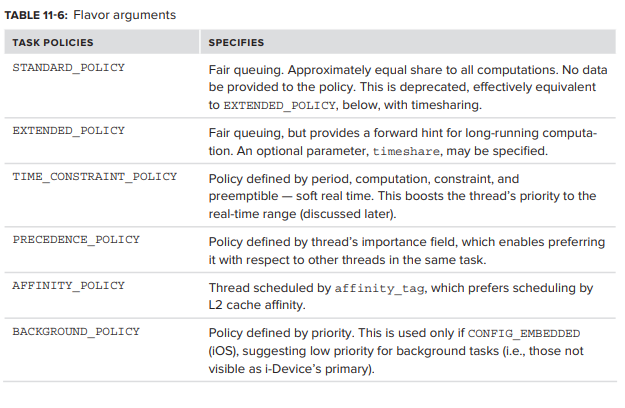 TABLE 11-6: Flavor arguments
TASK POLICIES SPECIFIES
STANDARD_POLICY Fair queuing. Approximately equal share to all computations. No data
be provided to the policy. This is deprecated, effectively equivalent
to EXTENDED_POLICY, below, with timesharing.
EXTENDED_POLICY Fair queuing, but provides a forward hint for long-running computa-
tion. An optional parameter, timeshare, may be specified.
TIME_CONSTRAINT_POLICY Policy defined by period, computation, constraint, and
preemptible — soft real time. This boosts the thread’s priority to the
real-time range (discussed later).
PRECEDENCE_POLICY Policy defined by thread’s importance field, which enables preferring
it with respect to other threads in the same task.
AFFINITY_POLICY Thread scheduled by affinity_tag, which prefers scheduling by
L2 cache affinity.
BACKGROUND_POLICY Policy defined by priority. This is used only if CONFIG_EMBEDDED
(iOS), suggesting low priority for background tasks (i.e., those not
visible as i-Device’s primary).